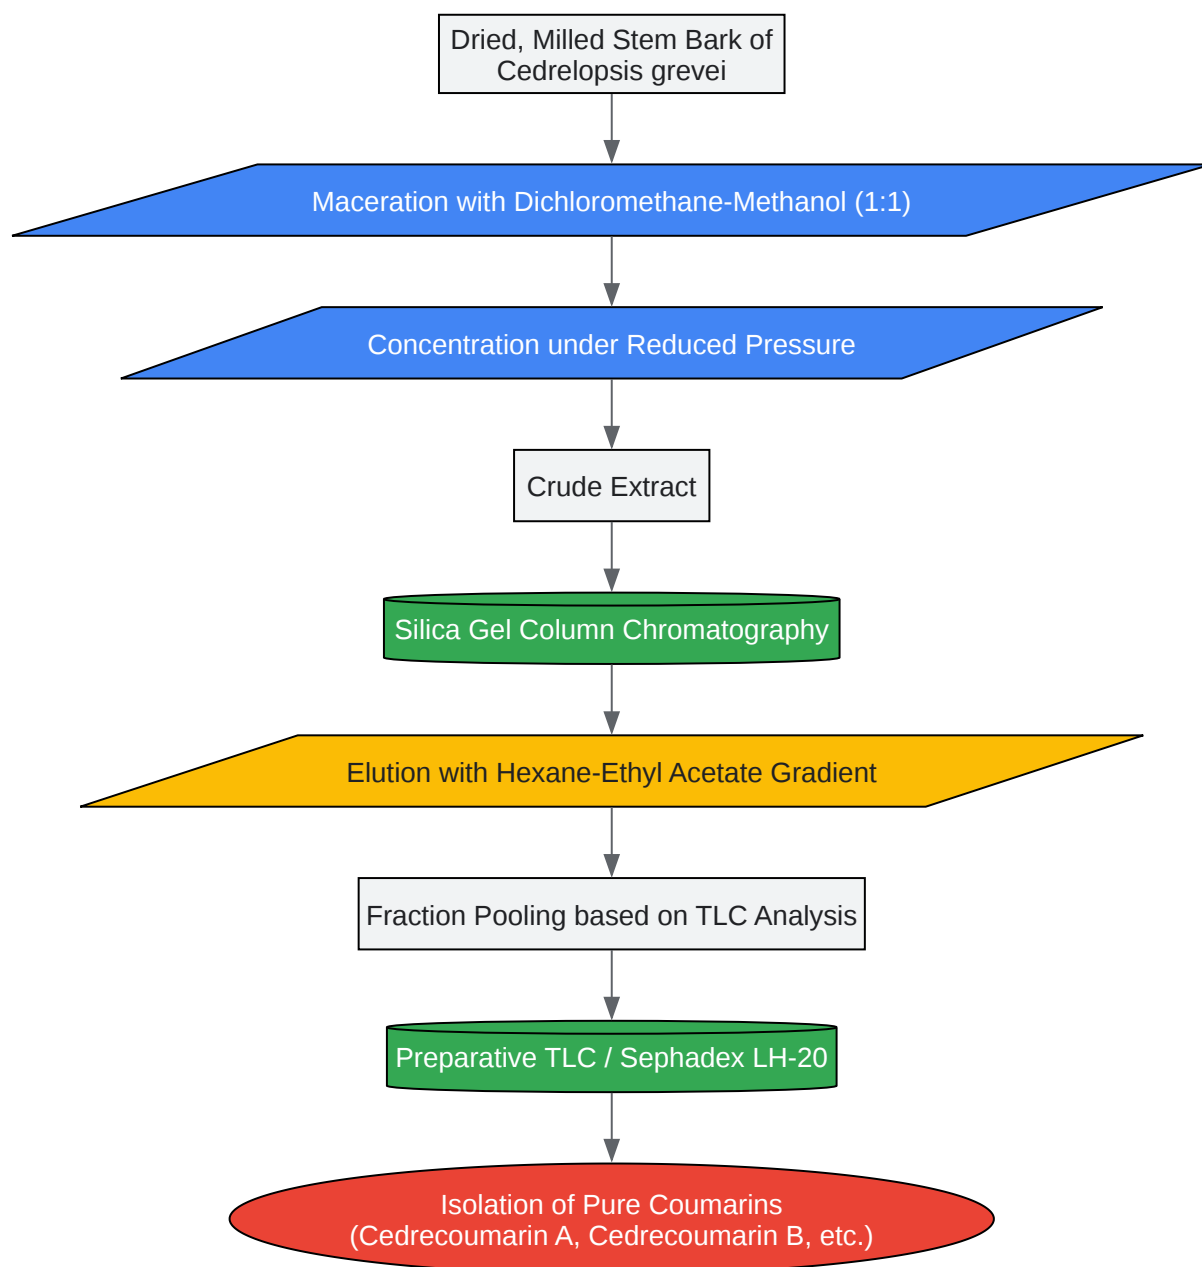 Dried, Milled Stem Bark of
Cedrelopsis grevei
Maceration with Dichloromethane-Methanol (1:1)
Concentration under Reduced Pressure
Crude Extract
Silica Gel Column Chromatography
Elution with Hexane-Ethyl Acetate Gradient
Fraction Pooling based on TLC Analysis
Preparative TLC / Sephadex LH-20
Isolation of Pure Coumarins
(Cedrecoumarin A, Cedrecoumarin B, etc.)